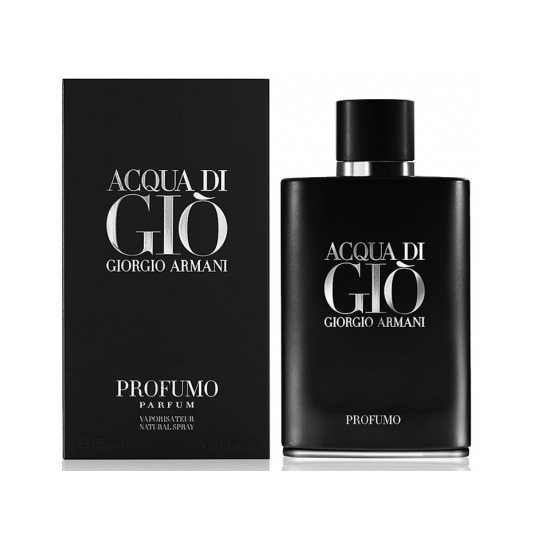 ACQUA DI
GIÒ
GIORGIO ARMANI
PROFUMO
PARFUM
VAPORISATEUR
NATURAL SPRAY
ACQUA DI
GIÒ
GIORGIO ARMANI
PROFUMO